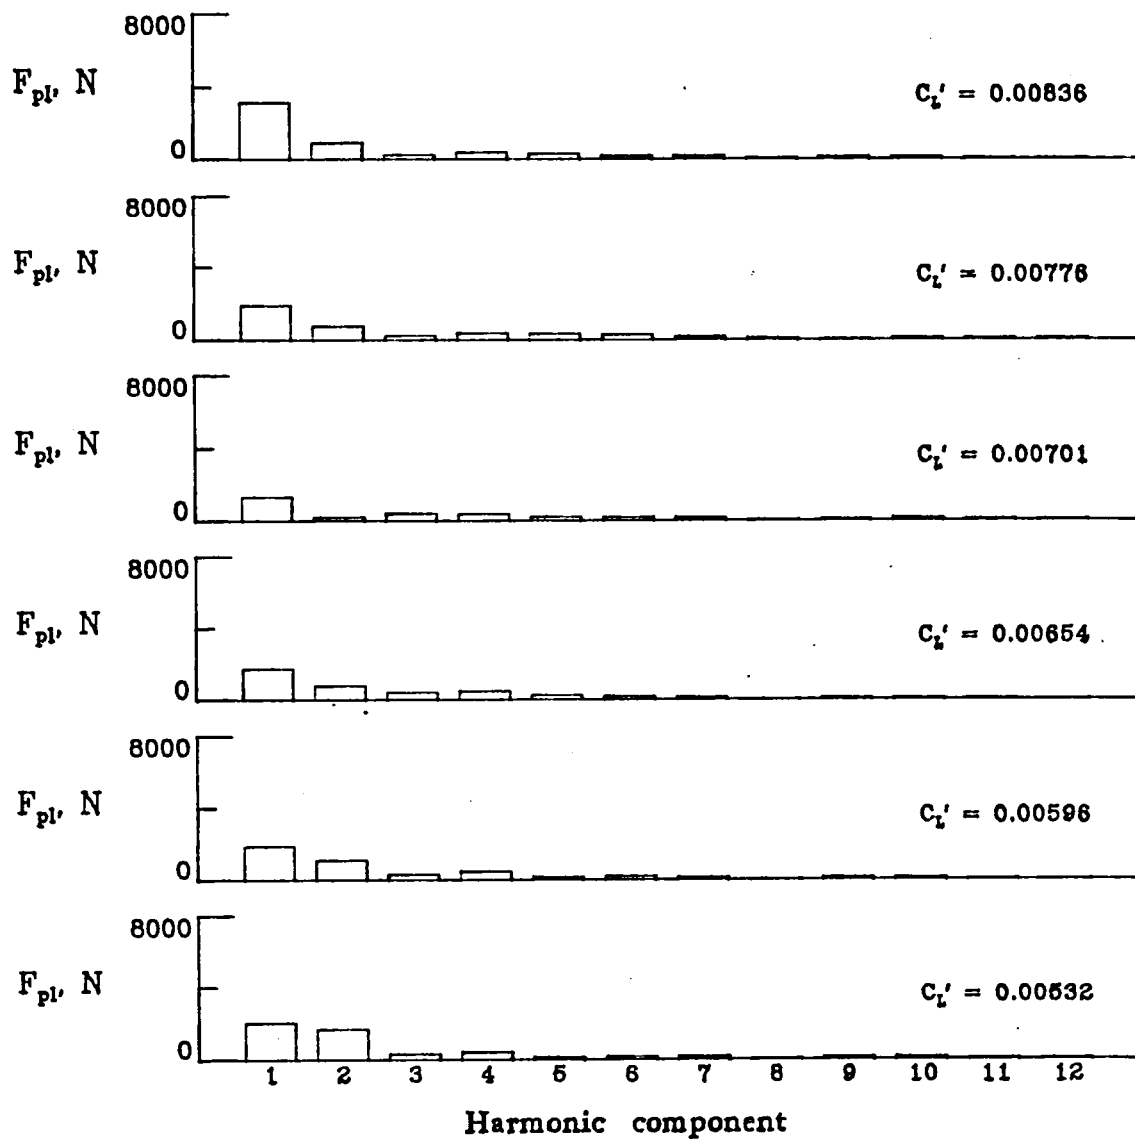 8000
F_pl, N
C_L' = 0.00836
0
8000
F_pl, N
C_L' = 0.00776
0
8000
F_pl, N
C_L' = 0.00701
0
8000
F_pl, N
C_L' = 0.00654
0
8000
F_pl, N
C_L' = 0.00596
0
8000
F_pl, N
C_L' = 0.00532
0
1 2 3 4 5 6 7 8 9 10 11 12
Harmonic component